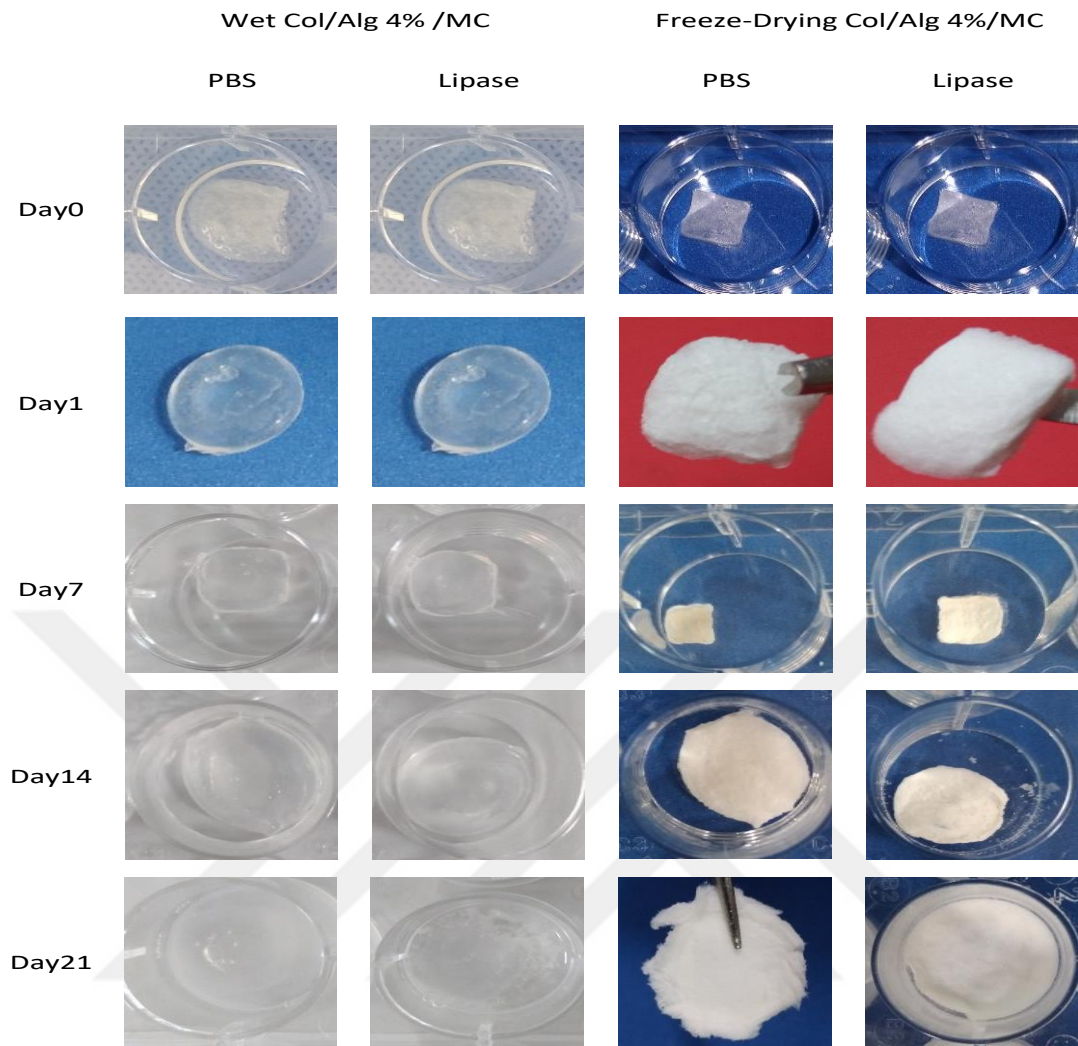 Wet Col/Alg 4% /MC
Freeze-Drying Col/Alg 4%/MC
PBS
Lipase
PBS
Lipase
Day0
Day1
Day7
Day14
Day21